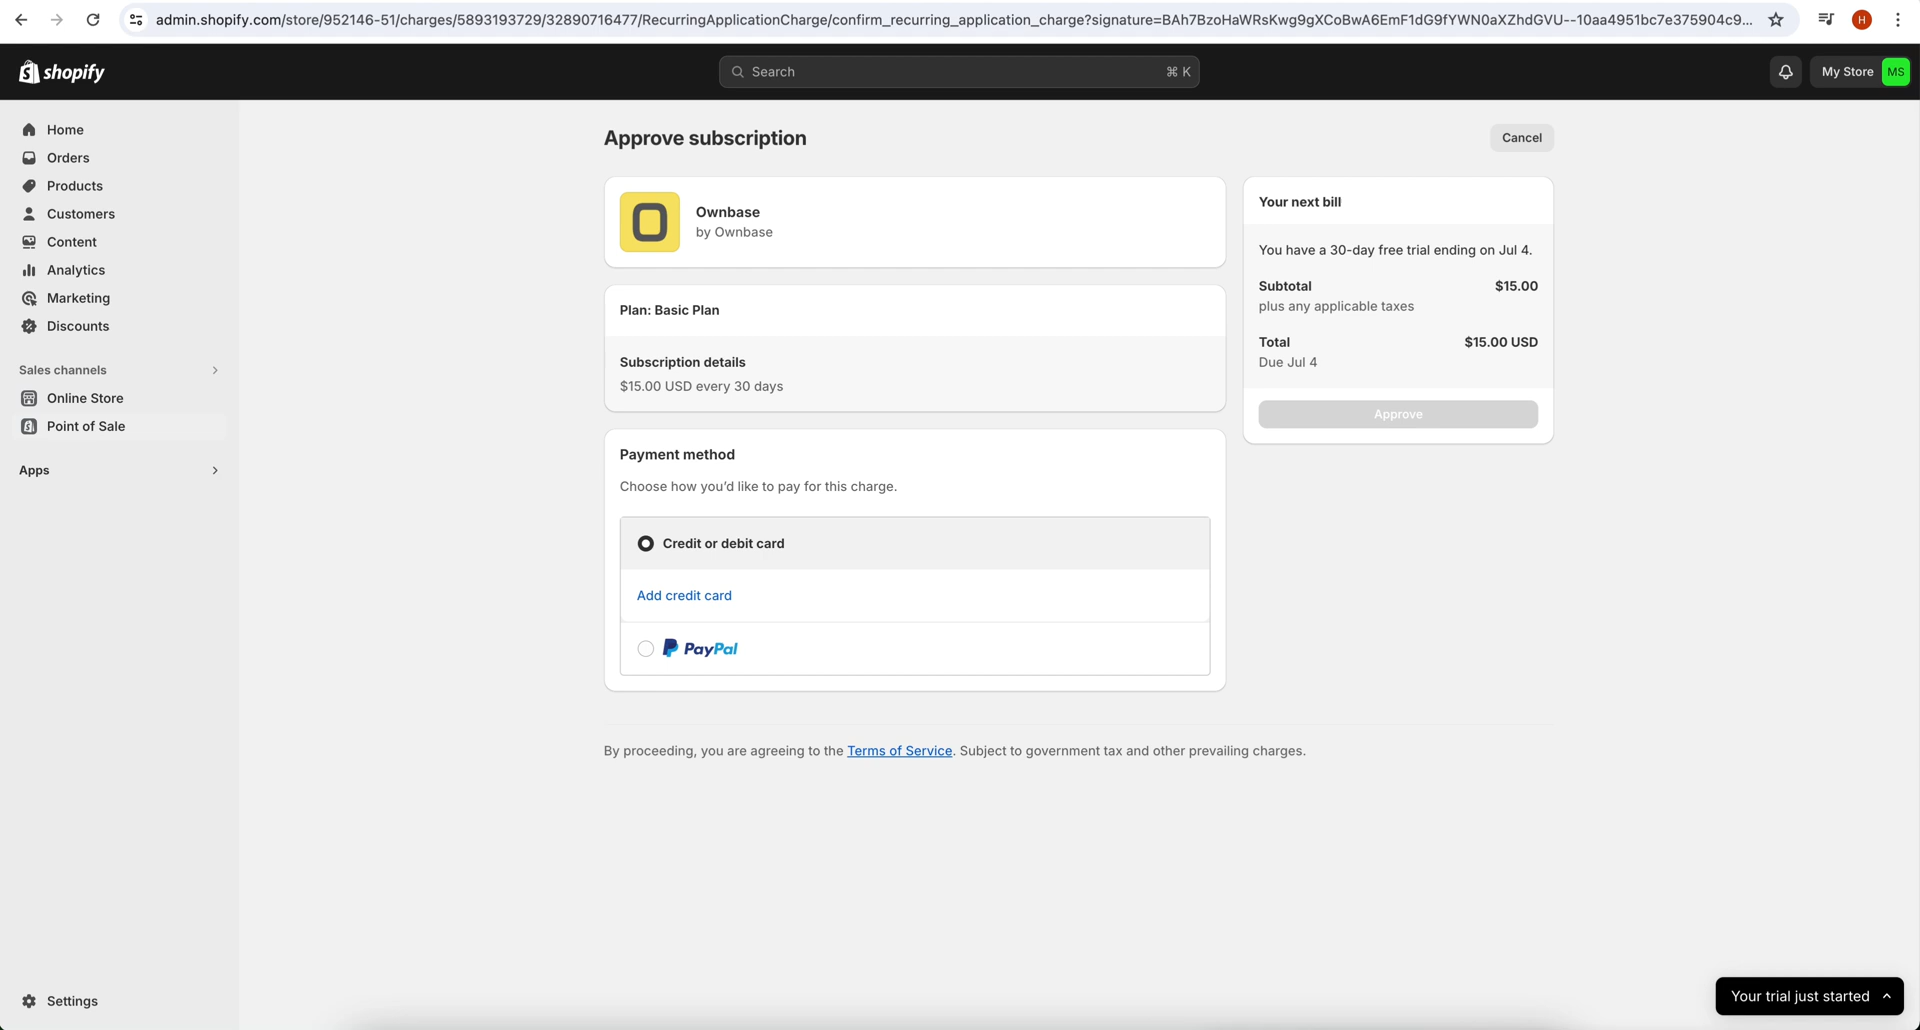 admin.shopify.com/store/952146-51/charges/5893193729/32890716477/RecurringApplicationCharge/confirm_recurring_application_charge?signature=BAh7BzoHaWRsKwg9gXCoBwA6EmF1dG9fYWN0aXZhdGVU--10aa4951bc7e375904c9...
H
shopify
Search
⌘ K
My Store
MS
Home
Orders
Products
Customers
Content
Analytics
Marketing
Discounts
Sales channels
Online Store
Point of Sale
Apps
Settings
Approve subscription
Cancel
Ownbase
by Ownbase
Plan: Basic Plan
Subscription details
$15.00 USD every 30 days
Payment method
Choose how you’d like to pay for this charge.
Credit or debit card
Add credit card
PayPal
Your next bill
You have a 30-day free trial ending on Jul 4.
Subtotal $15.00
plus any applicable taxes
Total $15.00 USD
Due Jul 4
Approve
By proceeding, you are agreeing to the Terms of Service. Subject to government tax and other prevailing charges.
Your trial just started